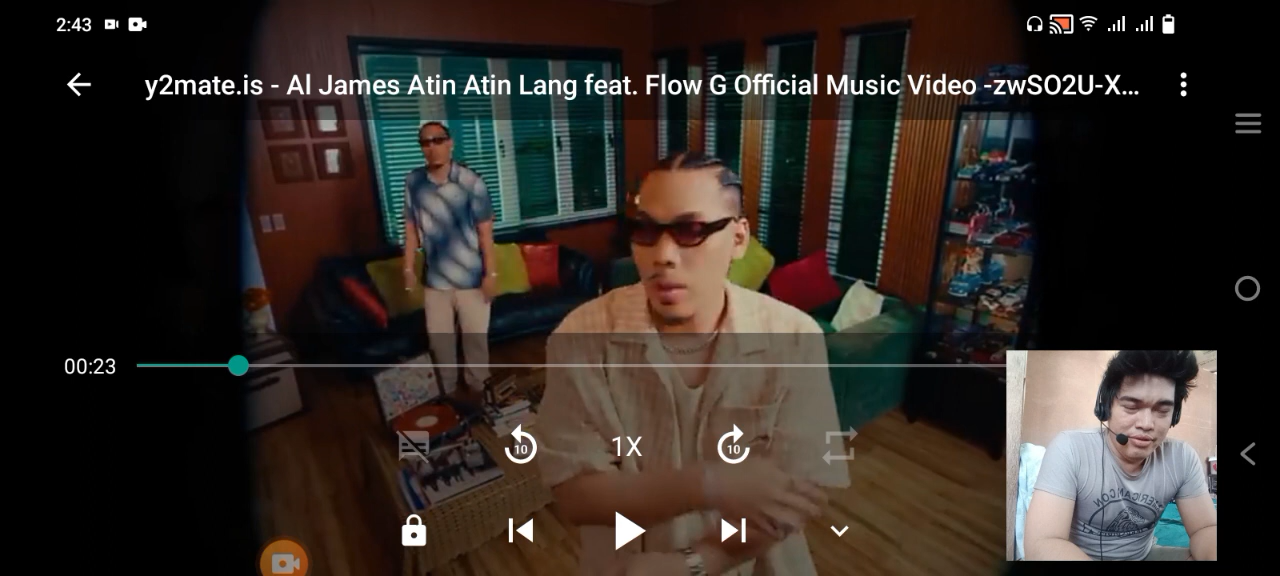 2:43
y2mate.is - Al James Atin Atin Lang feat. Flow G Official Music Video -zwSO2U-X...
00:23
10
1X
10